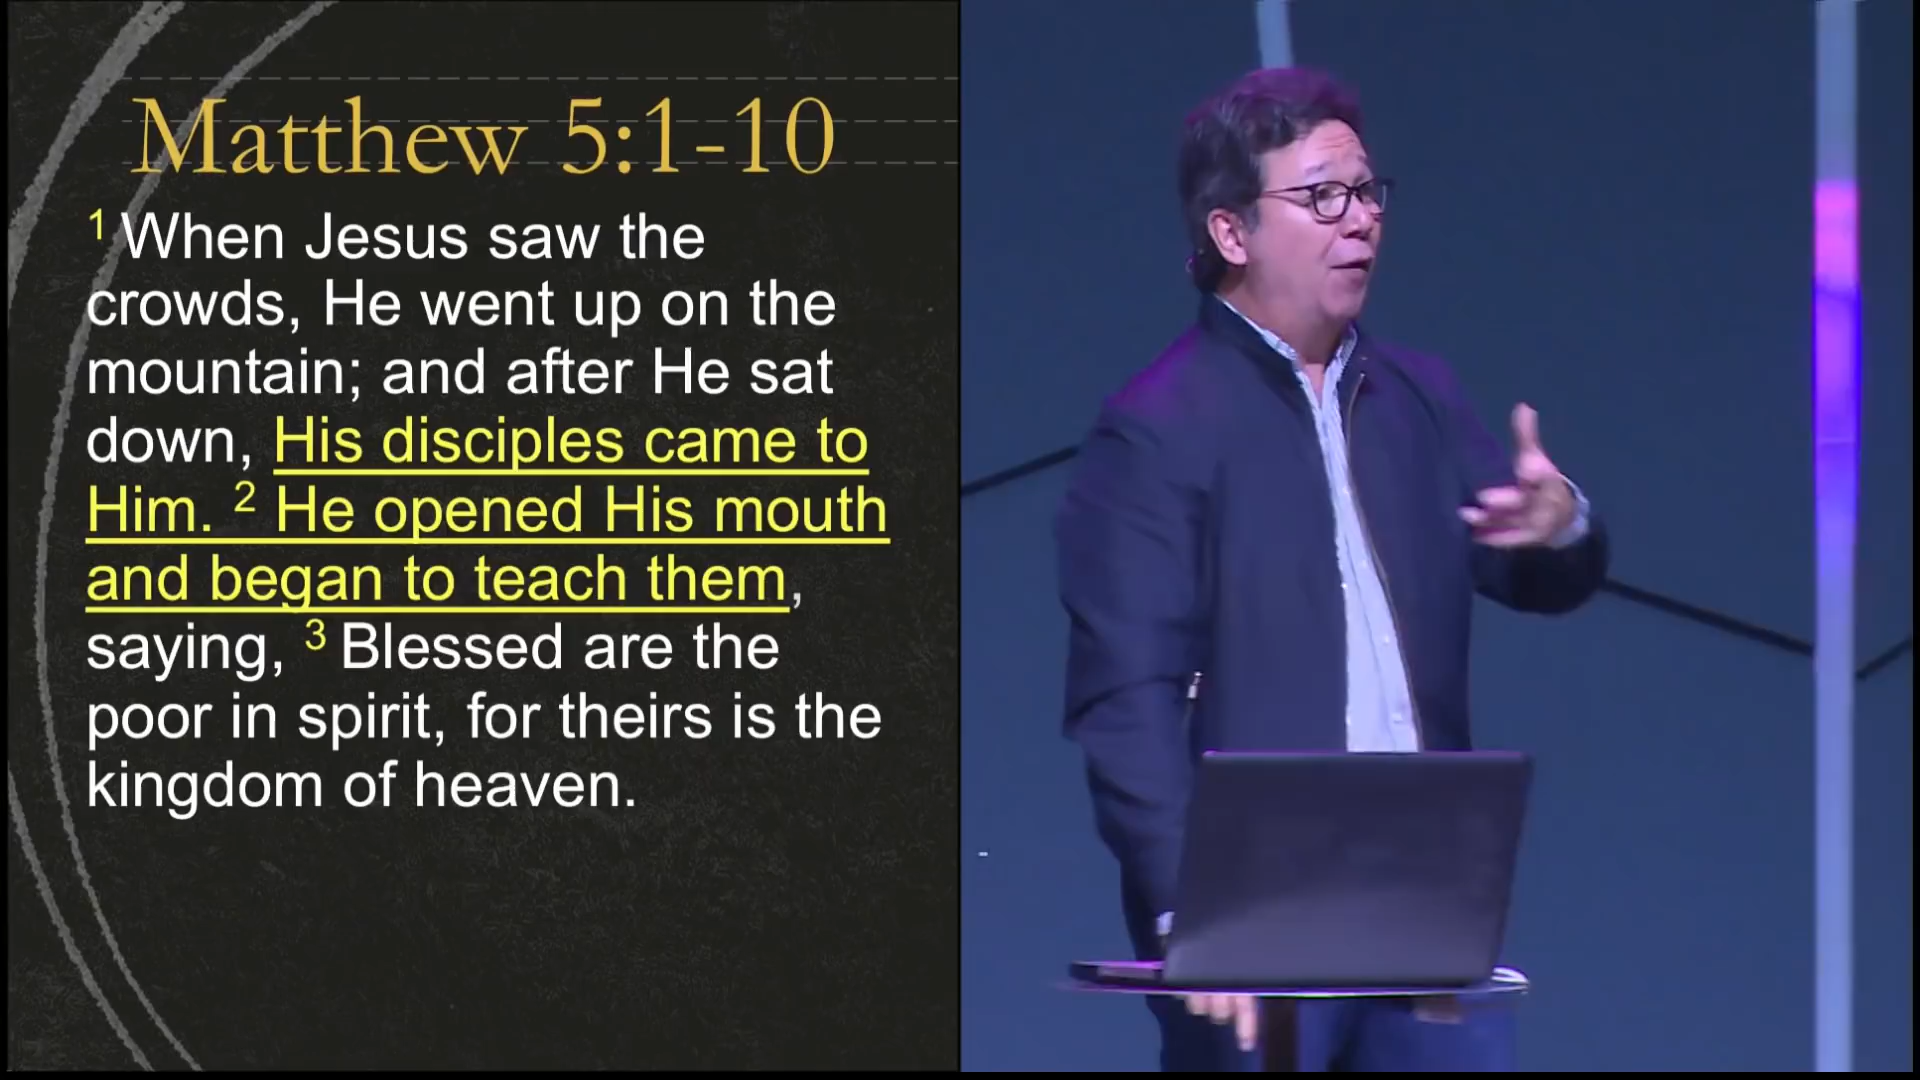 Matthew 5:1-10
1 When Jesus saw the
crowds, He went up on the
mountain; and after He sat
down, His disciples came to
Him. 2 He opened His mouth
and began to teach them,
saying, 3 Blessed are the
poor in spirit, for theirs is the
kingdom of heaven.